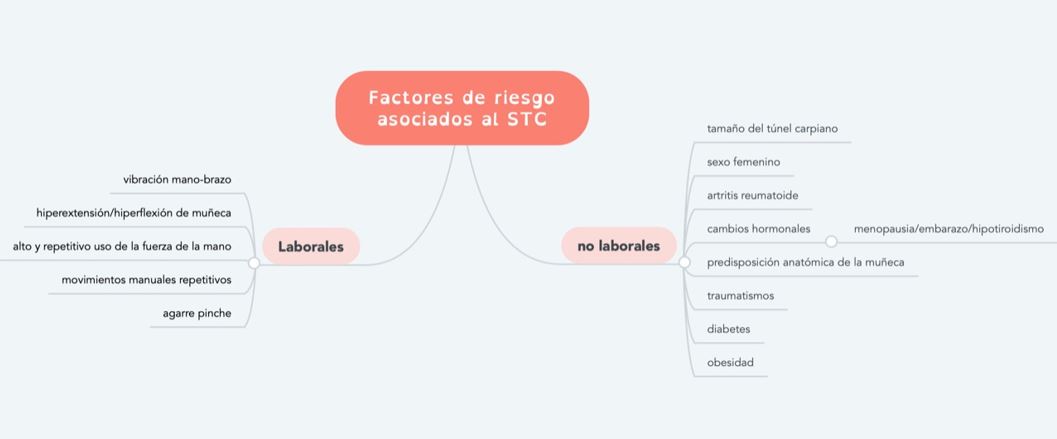 Factores de riesgo
asociados al STC
Laborales
vibración mano-brazo
hiperextensión/hiperflexión de muñeca
alto y repetitivo uso de la fuerza de la mano
movimientos manuales repetitivos
agarre pinche
no laborales
tamaño del túnel carpiano
sexo femenino
artritis reumatoide
cambios hormonales
menopausia/embarazo/hipotiroidismo
predisposición anatómica de la muñeca
traumatismos
diabetes
obesidad